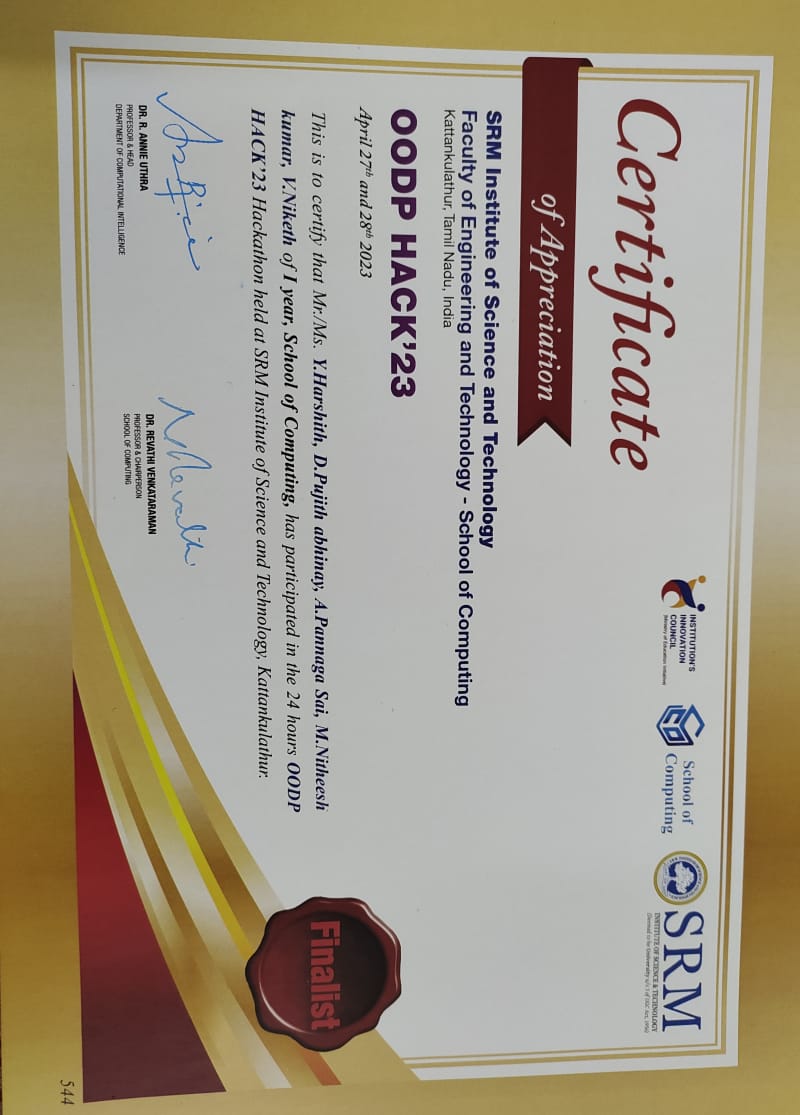 INSTITUTION'S
INNOVATION
COUNCIL
(Ministry of Education Initiative)
School of
Computing
SRM
INSTITUTE OF SCIENCE & TECHNOLOGY
(Deemed to be University u/s 3 of UGC Act, 1956)
Certificate
of Appreciation
SRM Institute of Science and Technology
Faculty of Engineering and Technology - School of Computing
Kattankulathur, Tamil Nadu, India
OODP HACK'23
April 27th and 28th 2023
This is to certify that Mr./Ms. Y.Harshith, D.Pujith abhinay, A.Pannaga Sai, M.Nitheesh
kumar, V.Niketh of I year, School of Computing, has participated in the 24 hours OODP
HACK'23 Hackathon held at SRM Institute of Science and Technology, Kattankulathur.
Finalist
N Revathi
DR. R. ANNIE UTHRA
PROFESSOR & HEAD
DEPARTMENT OF COMPUTATIONAL INTELLIGENCE
DR. REVATHI VENKATARAMAN
PROFESSOR & CHAIRPERSON
SCHOOL OF COMPUTING
544